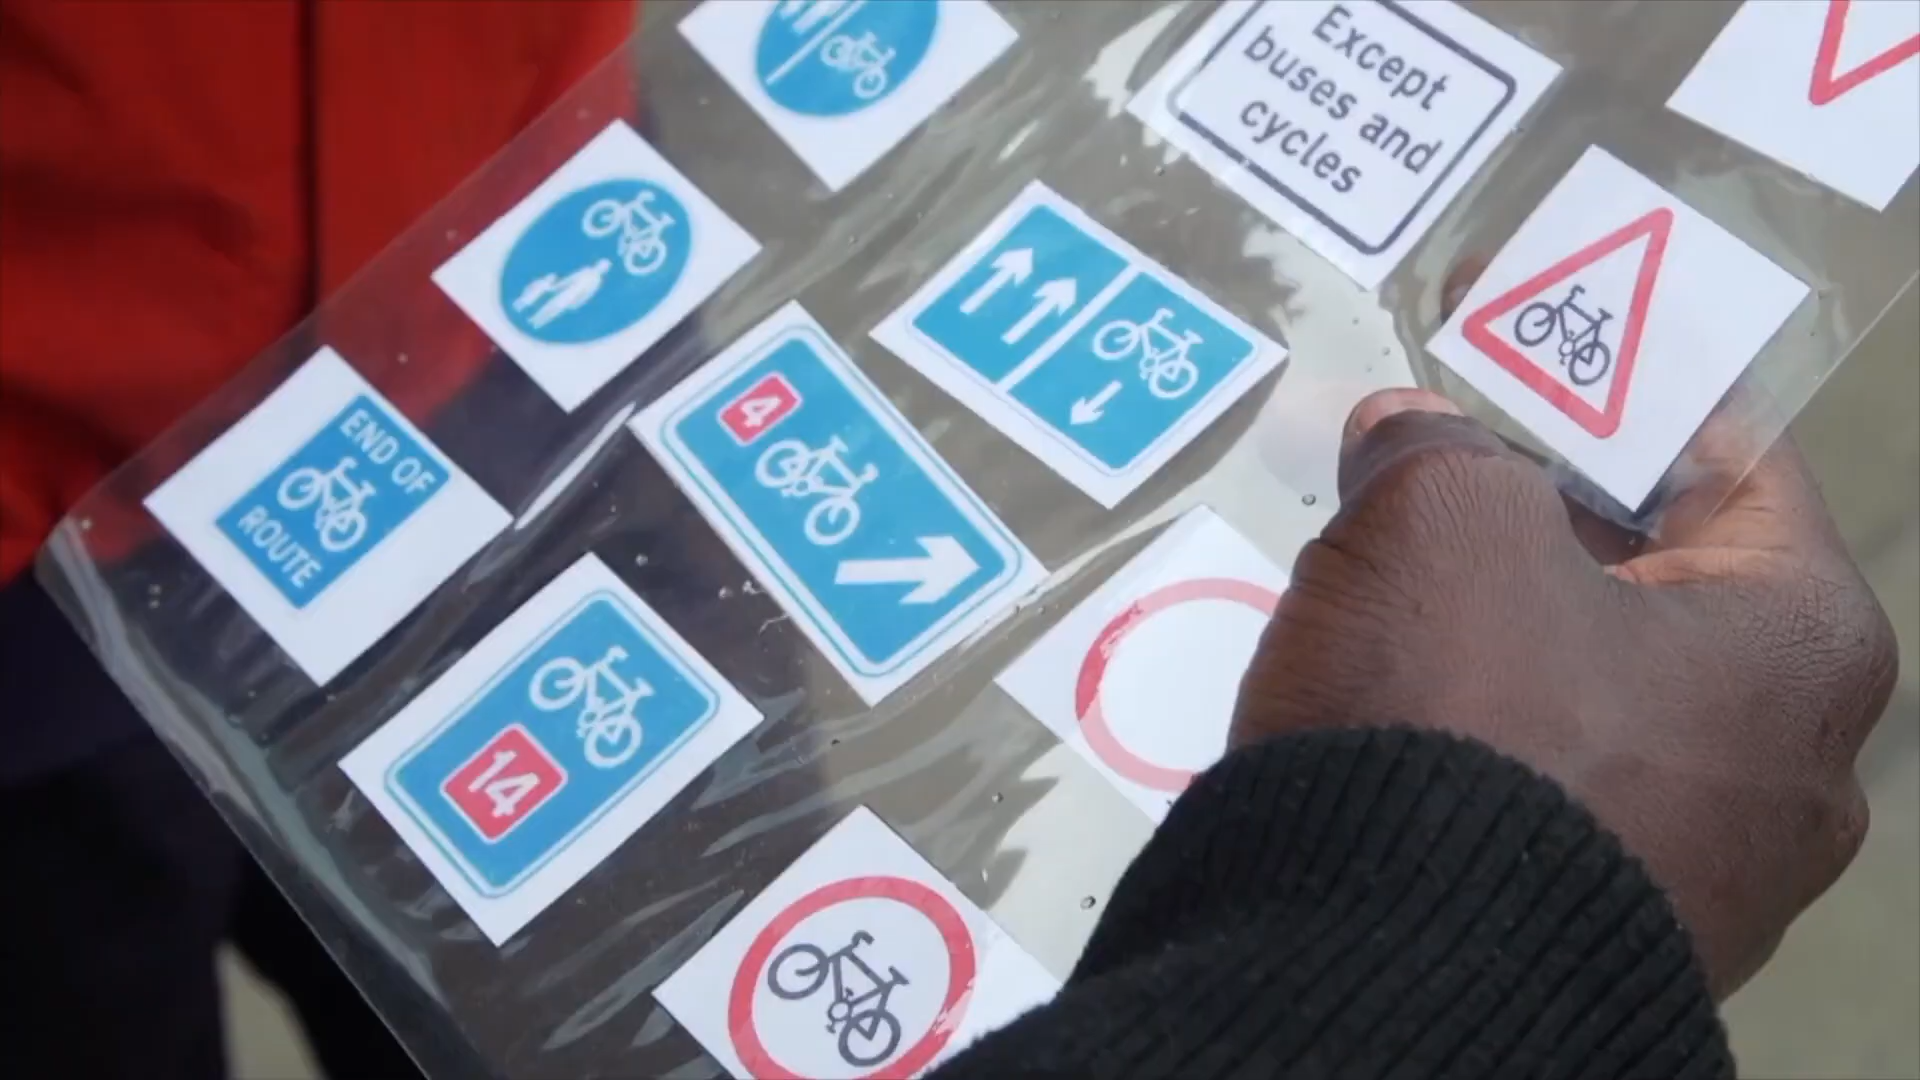 Except
buses and
cycles
END OF
ROUTE
4
14